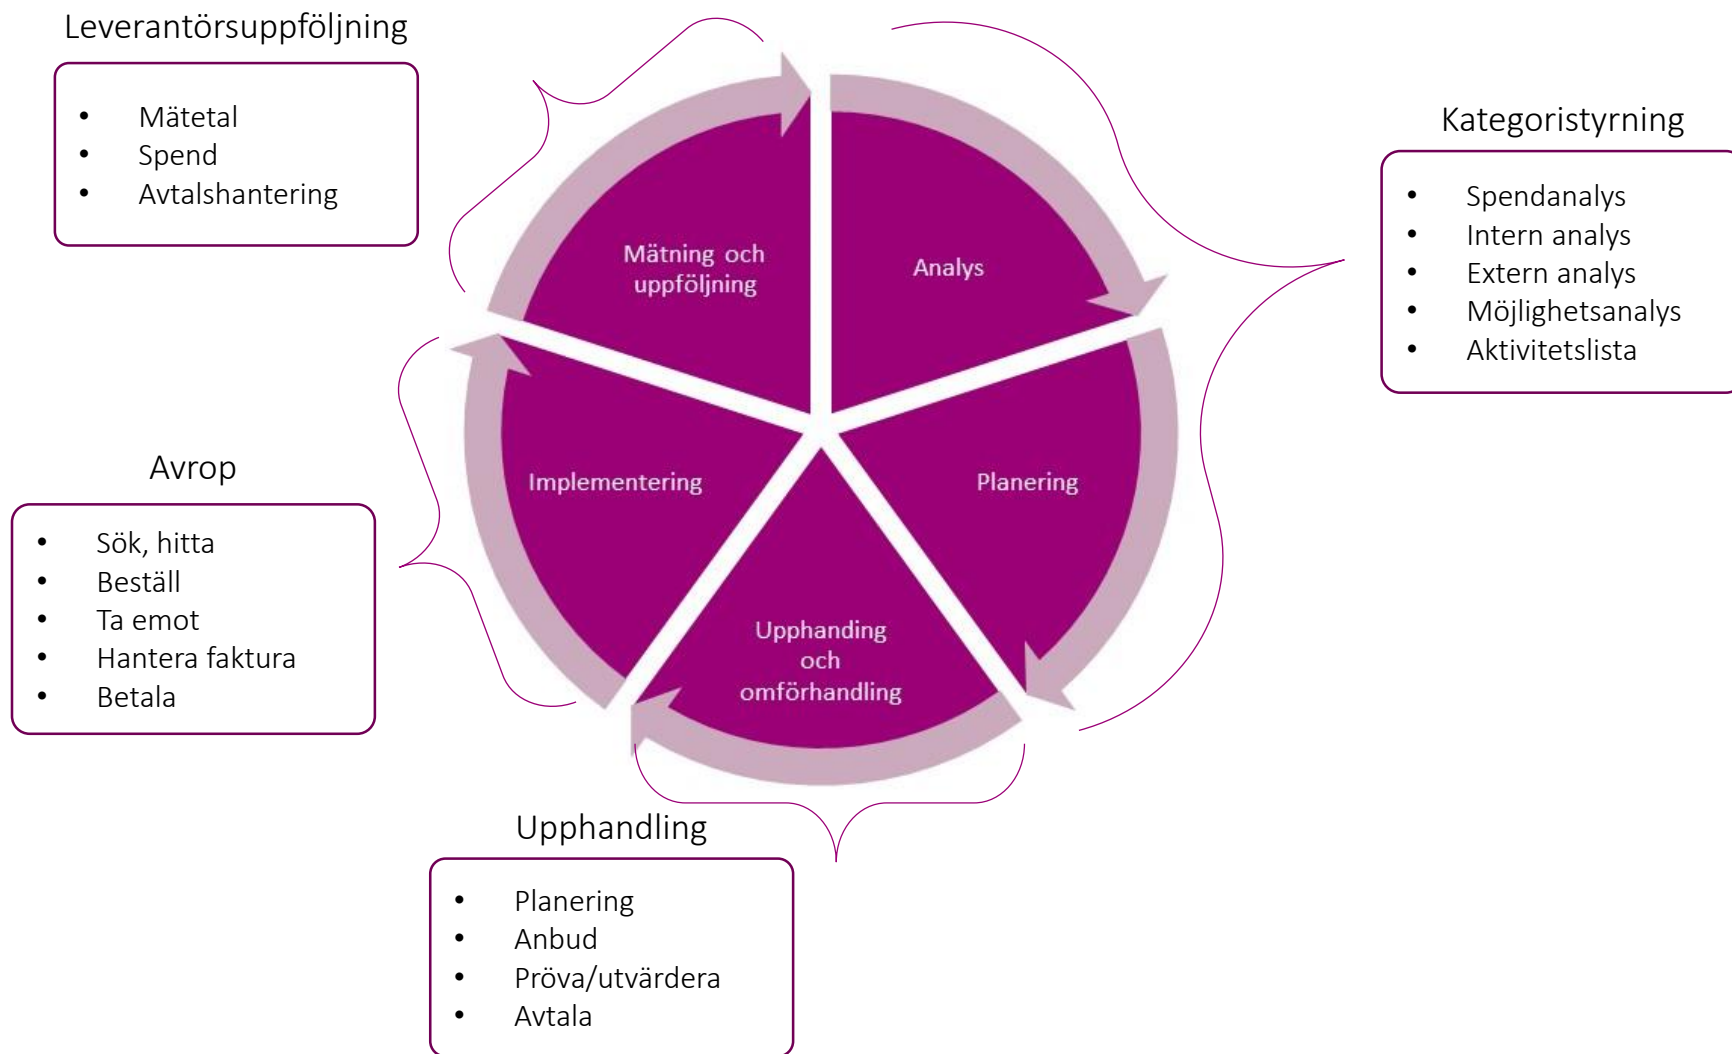 Leverantörsuppföljning
• Mätetal
• Spend
• Avtalshantering
Kategoristyrning
• Spendanalys
• Intern analys
• Extern analys
• Möjlighetsanalys
• Aktivitetslista
Mätning och
uppföljning
Analys
Planering
Upphanding
och
omförhandling
Implementering
Avrop
• Sök, hitta
• Beställ
• Ta emot
• Hantera faktura
• Betala
Upphandling
• Planering
• Anbud
• Pröva/utvärdera
• Avtala